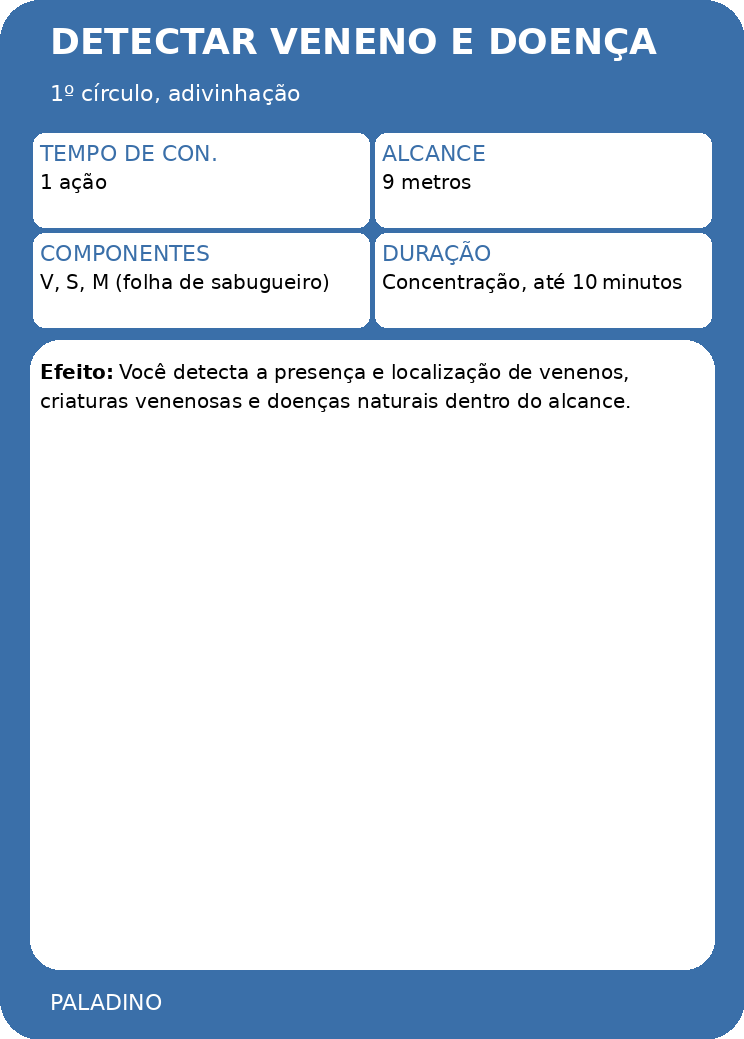 DETECTAR VENENO E DOENÇA
1º círculo, adivinhação
TEMPO DE CON.
1 ação
ALCANCE
9 metros
COMPONENTES
V, S, M (folha de sabugueiro)
DURAÇÃO
Concentração, até 10 minutos
Efeito: Você detecta a presença e localização de venenos,
criaturas venenosas e doenças naturais dentro do alcance.
PALADINO